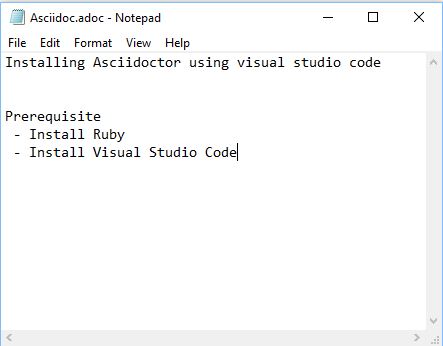 Asciidoc.adoc - Notepad
File Edit Format View Help
Installing Asciidoctor using visual studio code
Prerequisite
- Install Ruby
- Install Visual Studio Code